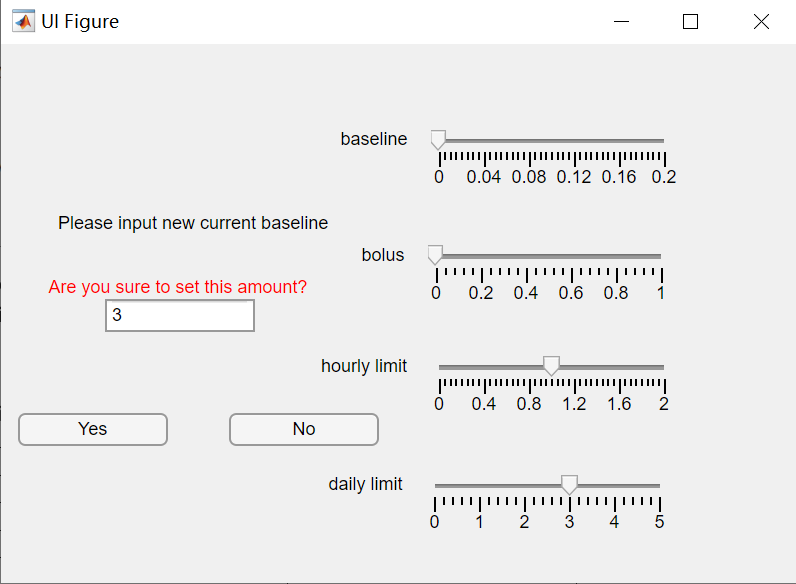 UI Figure
baseline
0 0.04 0.08 0.12 0.16 0.2
Please input new current baseline
bolus
Are you sure to set this amount?
0 0.2 0.4 0.6 0.8 1
3
hourly limit
0 0.4 0.8 1.2 1.6 2
Yes No
daily limit
0 1 2 3 4 5